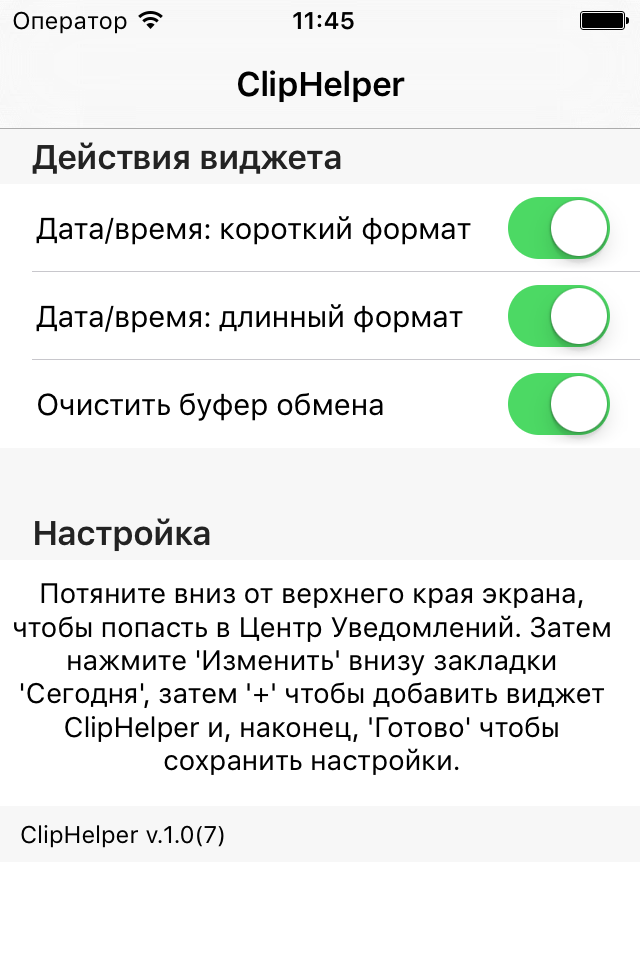 Оператор 11:45
ClipHelper
Действия виджета
Дата/время: короткий формат
Дата/время: длинный формат
Очистить буфер обмена
Настройка
Потяните вниз от верхнего края экрана,
чтобы попасть в Центр Уведомлений. Затем
нажмите 'Изменить' внизу закладки
'Сегодня', затем '+' чтобы добавить виджет
ClipHelper и, наконец, 'Готово' чтобы
сохранить настройки.
ClipHelper v.1.0(7)